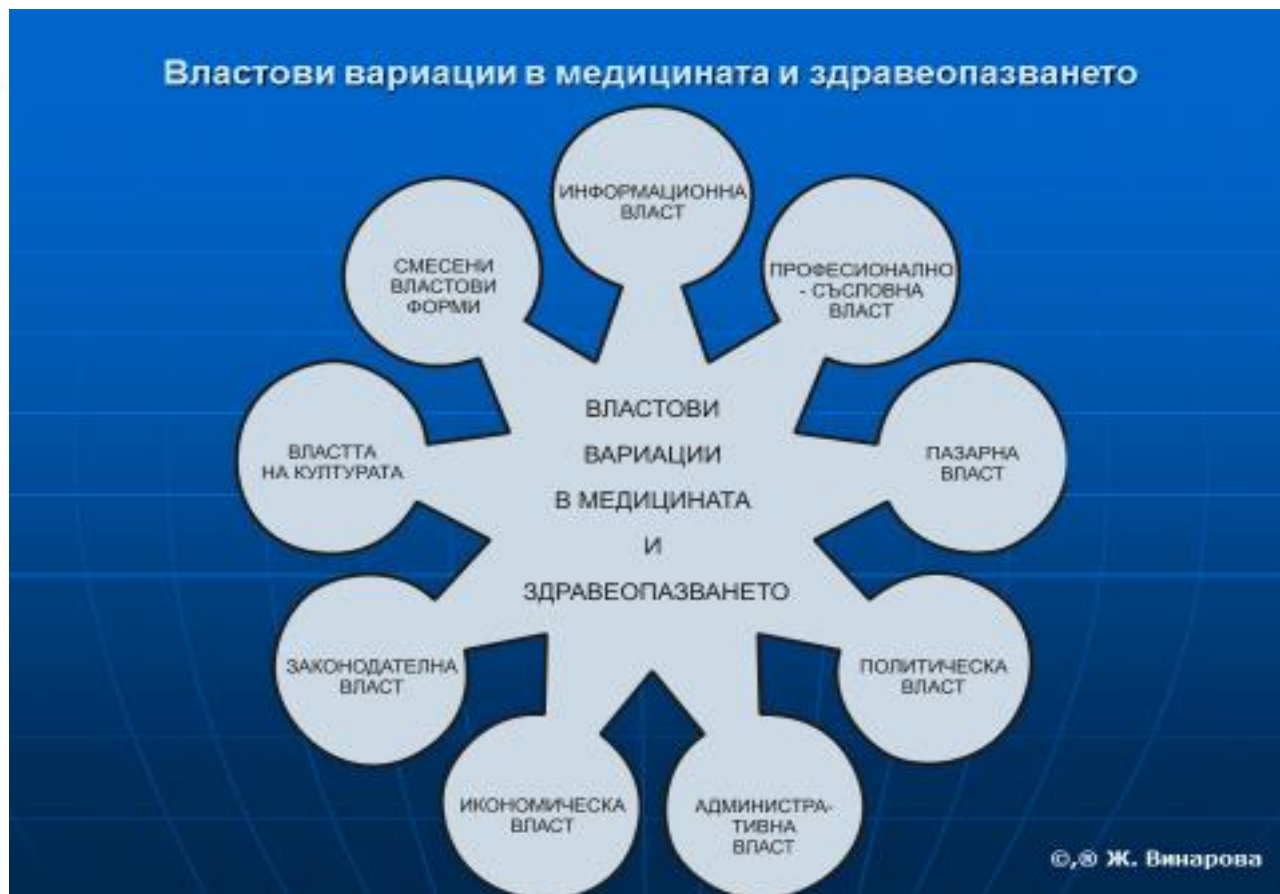 Властови вариации в медицината и здравеопазването
ИНФОРМАЦИОННА
ВЛАСТ
ПРОФЕСИОНАЛНО
- СЪСЛОВНА
ВЛАСТ
ПАЗАРНА
ВЛАСТ
ПОЛИТИЧЕСКА
ВЛАСТ
АДМИНИСТРА-
ТИВНА
ВЛАСТ
ИКОНОМИЧЕСКА
ВЛАСТ
ЗАКОНОДАТЕЛНА
ВЛАСТ
ВЛАСТТА
НА КУЛТУРАТА
СМЕСЕНИ
ВЛАСТОВИ
ФОРМИ
ВЛАСТОВИ
ВАРИАЦИИ
В МЕДИЦИНАТА
И
ЗДРАВЕОПАЗВАНЕТО
©,® Ж. Винарова